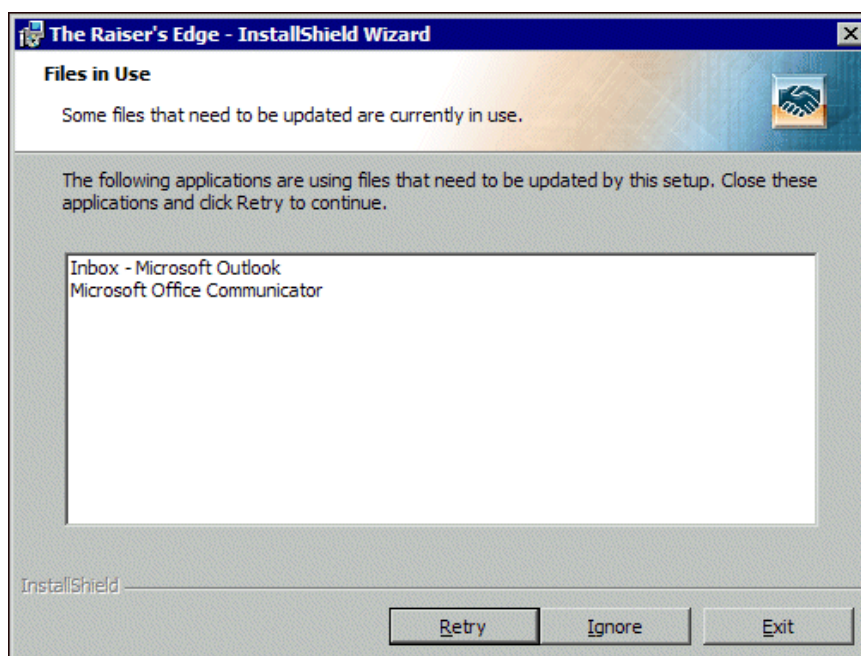 The Raiser's Edge - InstallShield Wizard
Files in Use
Some files that need to be updated are currently in use.
The following applications are using files that need to be updated by this setup. Close these
applications and click Retry to continue.
Inbox - Microsoft Outlook
Microsoft Office Communicator
InstallShield
Retry
Ignore
Exit